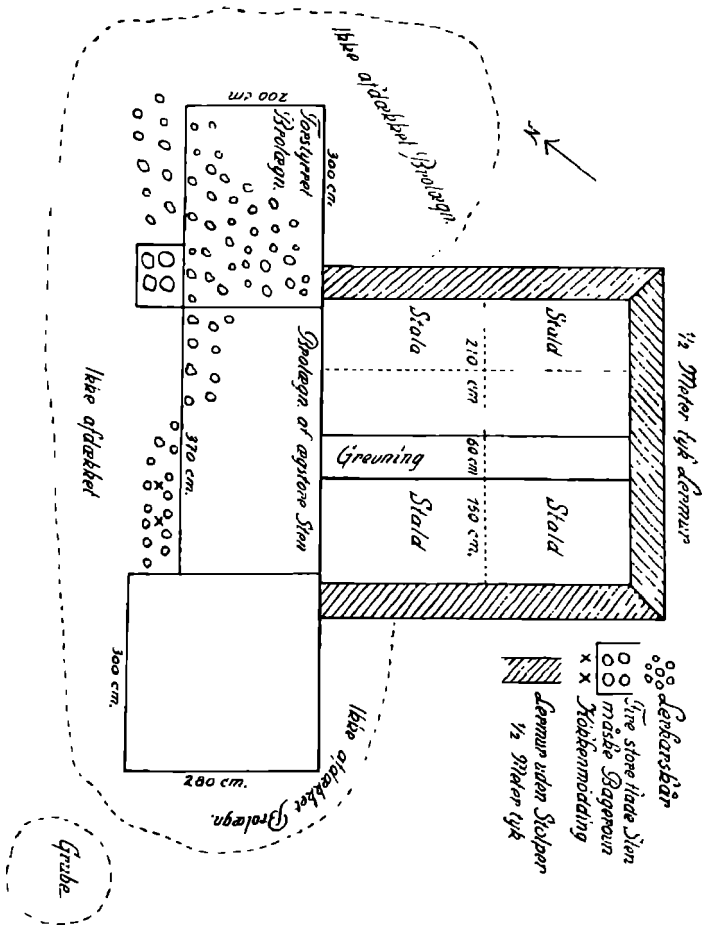 Ikke afdækket Brolægn.
N
200 cm
300 cm.
Forstyrret
Brolægn.
½ Meter tyk Lermur
Stald
Stald
210 cm
Grevning
60 cm
Stald
150 cm.
Stald
Brolægn. af ægstore Sten
370 cm.
Ikke afdækket
300 cm.
280 cm.
Ikke afdækket Brolægn.
Grube
Lerkarskår
Fire store flade Sten
måske Bageovn
Køkkenmødding
Lermur uden Stolper
½ Meter tyk